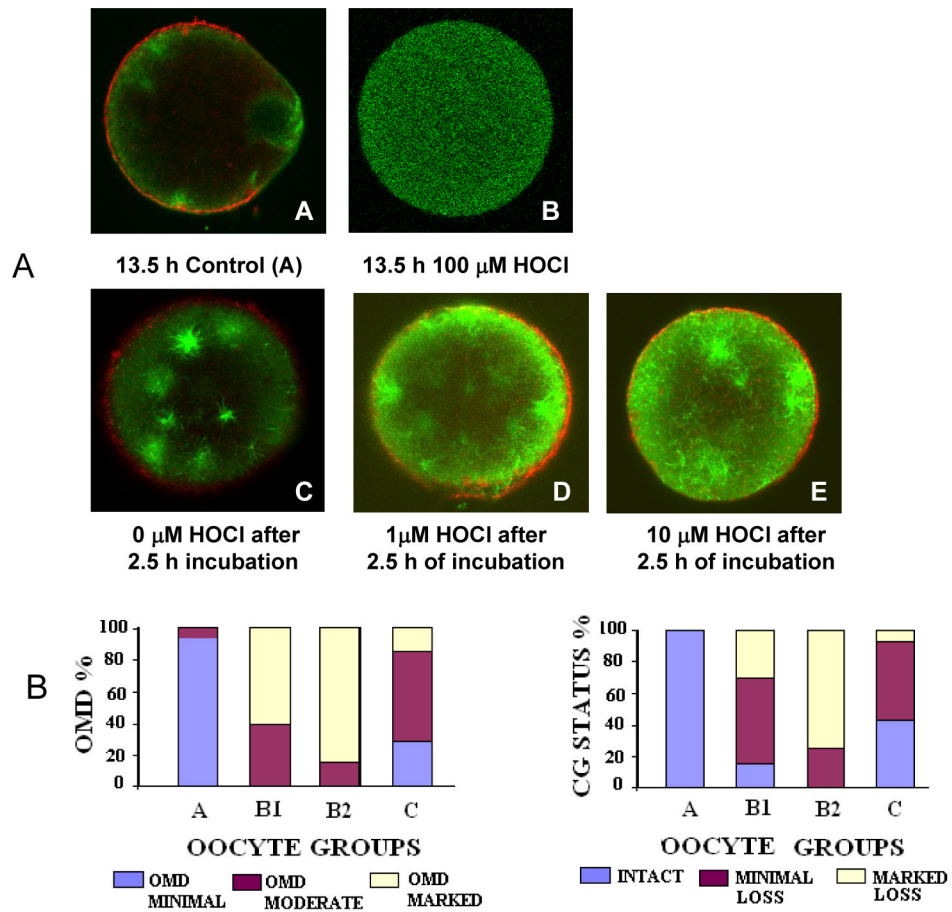 A
B
13.5 h Control (A)
13.5 h 100 μM HOCl
A
C
D
E
0 μM HOCl after
2.5 h incubation
1μM HOCl after
2.5 h of incubation
10 μM HOCl after
2.5 h of incubation
B
OMD %
100
80
60
40
20
0
A
B1
B2
C
OOCYTE GROUPS
OMD MINIMAL
OMD MODERATE
OMD MARKED
CG STATUS %
100
80
60
40
20
0
A
B1
B2
C
OOCYTE GROUPS
INTACT
MINIMAL LOSS
MARKED LOSS